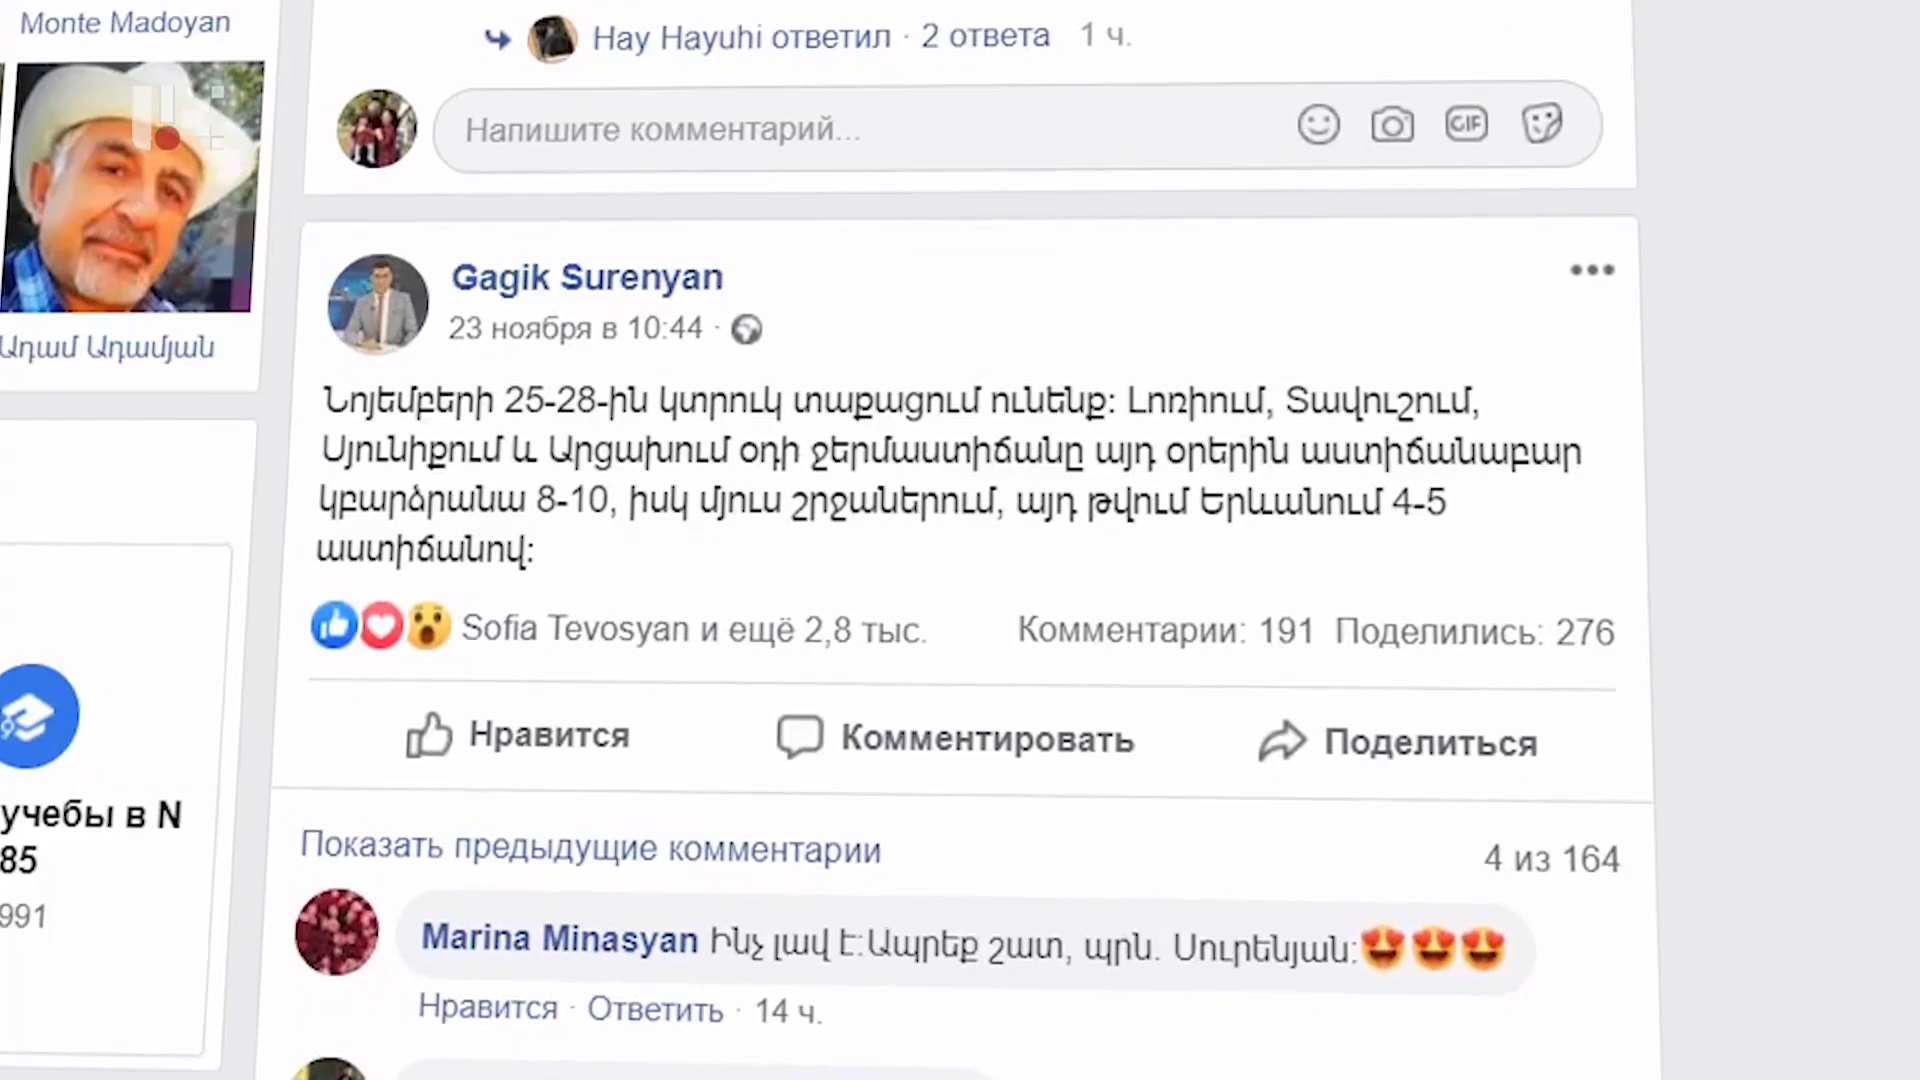 Monte Madoyan
Hay Hayuhi ответил · 2 ответа 1 ч.
Напишите комментарий...
GIF
Ադամ Ադամյան
Gagik Surenyan
23 ноября в 10:44 ·
Նոյեմբերի 25-28-ին կտրուկ տաքացում ունենք: Լոռիում, Տավուշում,
Սյունիքում և Արցախում օդի ջերմաստիճանը այդ օրերին աստիճանաբար
կբարձրանա 8-10, իսկ մյուս շրջաններում, այդ թվում Երևանում 4-5
աստիճանով:
Sofia Tevosyan и ещё 2,8 тыс. Комментарии: 191 Поделились: 276
Нравится Комментировать Поделиться
учебы в N
85
991
Показать предыдущие комментарии 4 из 164
Marina Minasyan Ինչ լավ է:Ապրեք շատ, պրն. Սուրենյան:😍😍😍
Нравится · Ответить · 14 ч.